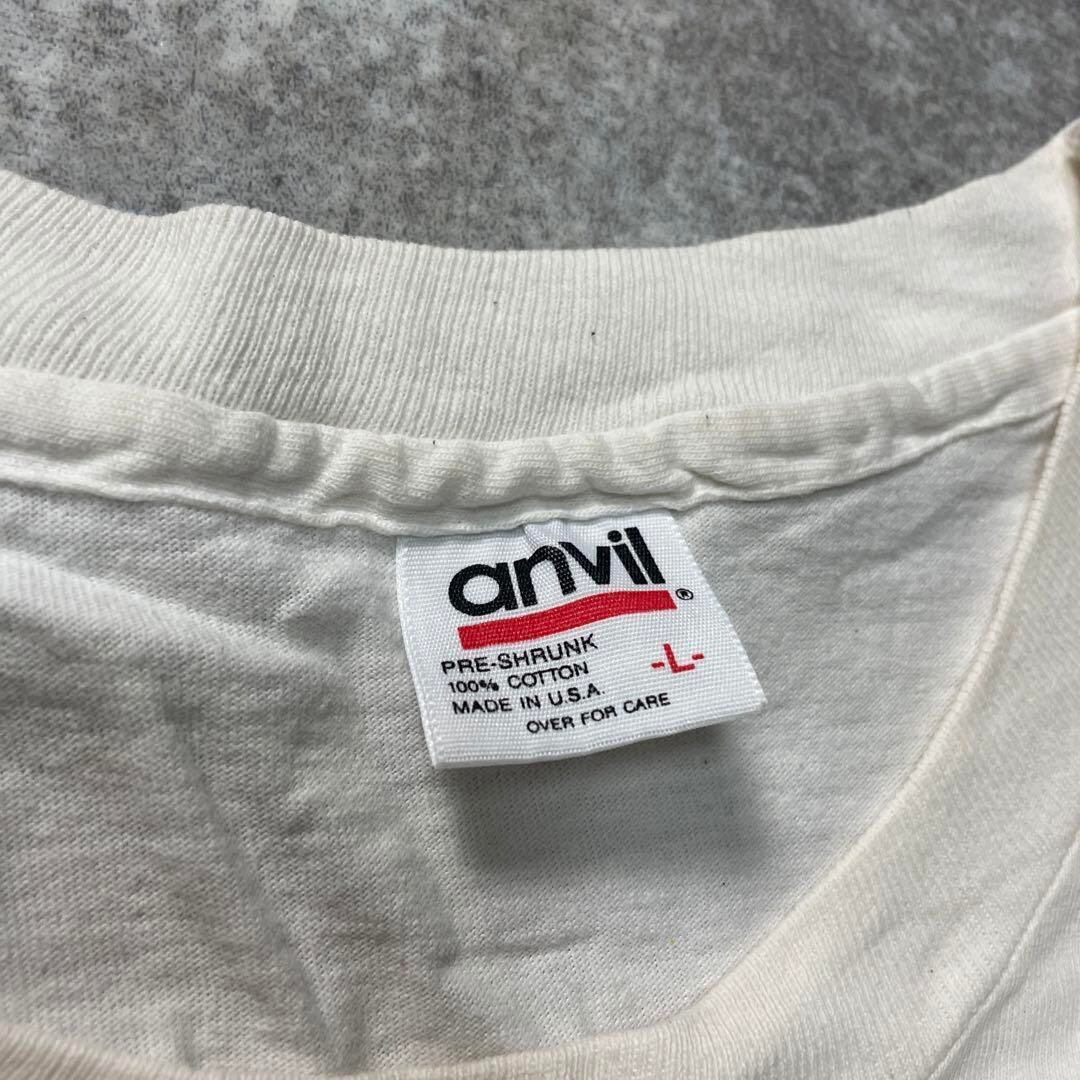 anvil®
PRE-SHRUNK
100% COTTON
-L-
MADE IN U.S.A.
OVER FOR CARE